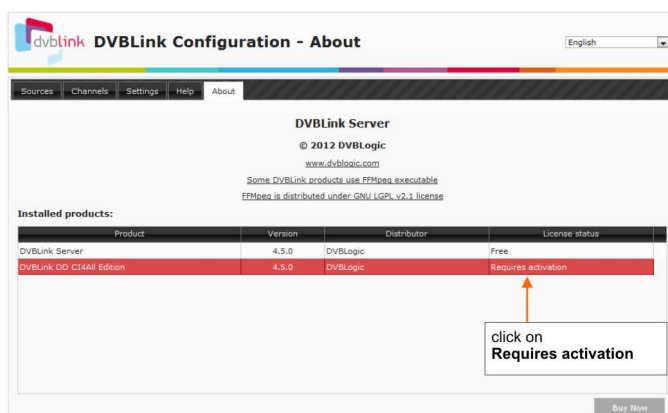 dvblink DVBLink Configuration - About
English
Sources Channels Settings Help About
DVBLink Server
© 2012 DVBLogic
www.dvblogic.com
Some DVBLink products use FFMpeg executable
FFMpeg is distributed under GNU LGPL v2.1 license
Installed products:
Product Version Distributor License status
DVBLink Server 4.5.0 DVBLogic Free
DVBLink DD CI4All Edition 4.5.0 DVBLogic Requires activation
click on
Requires activation
Buy Now